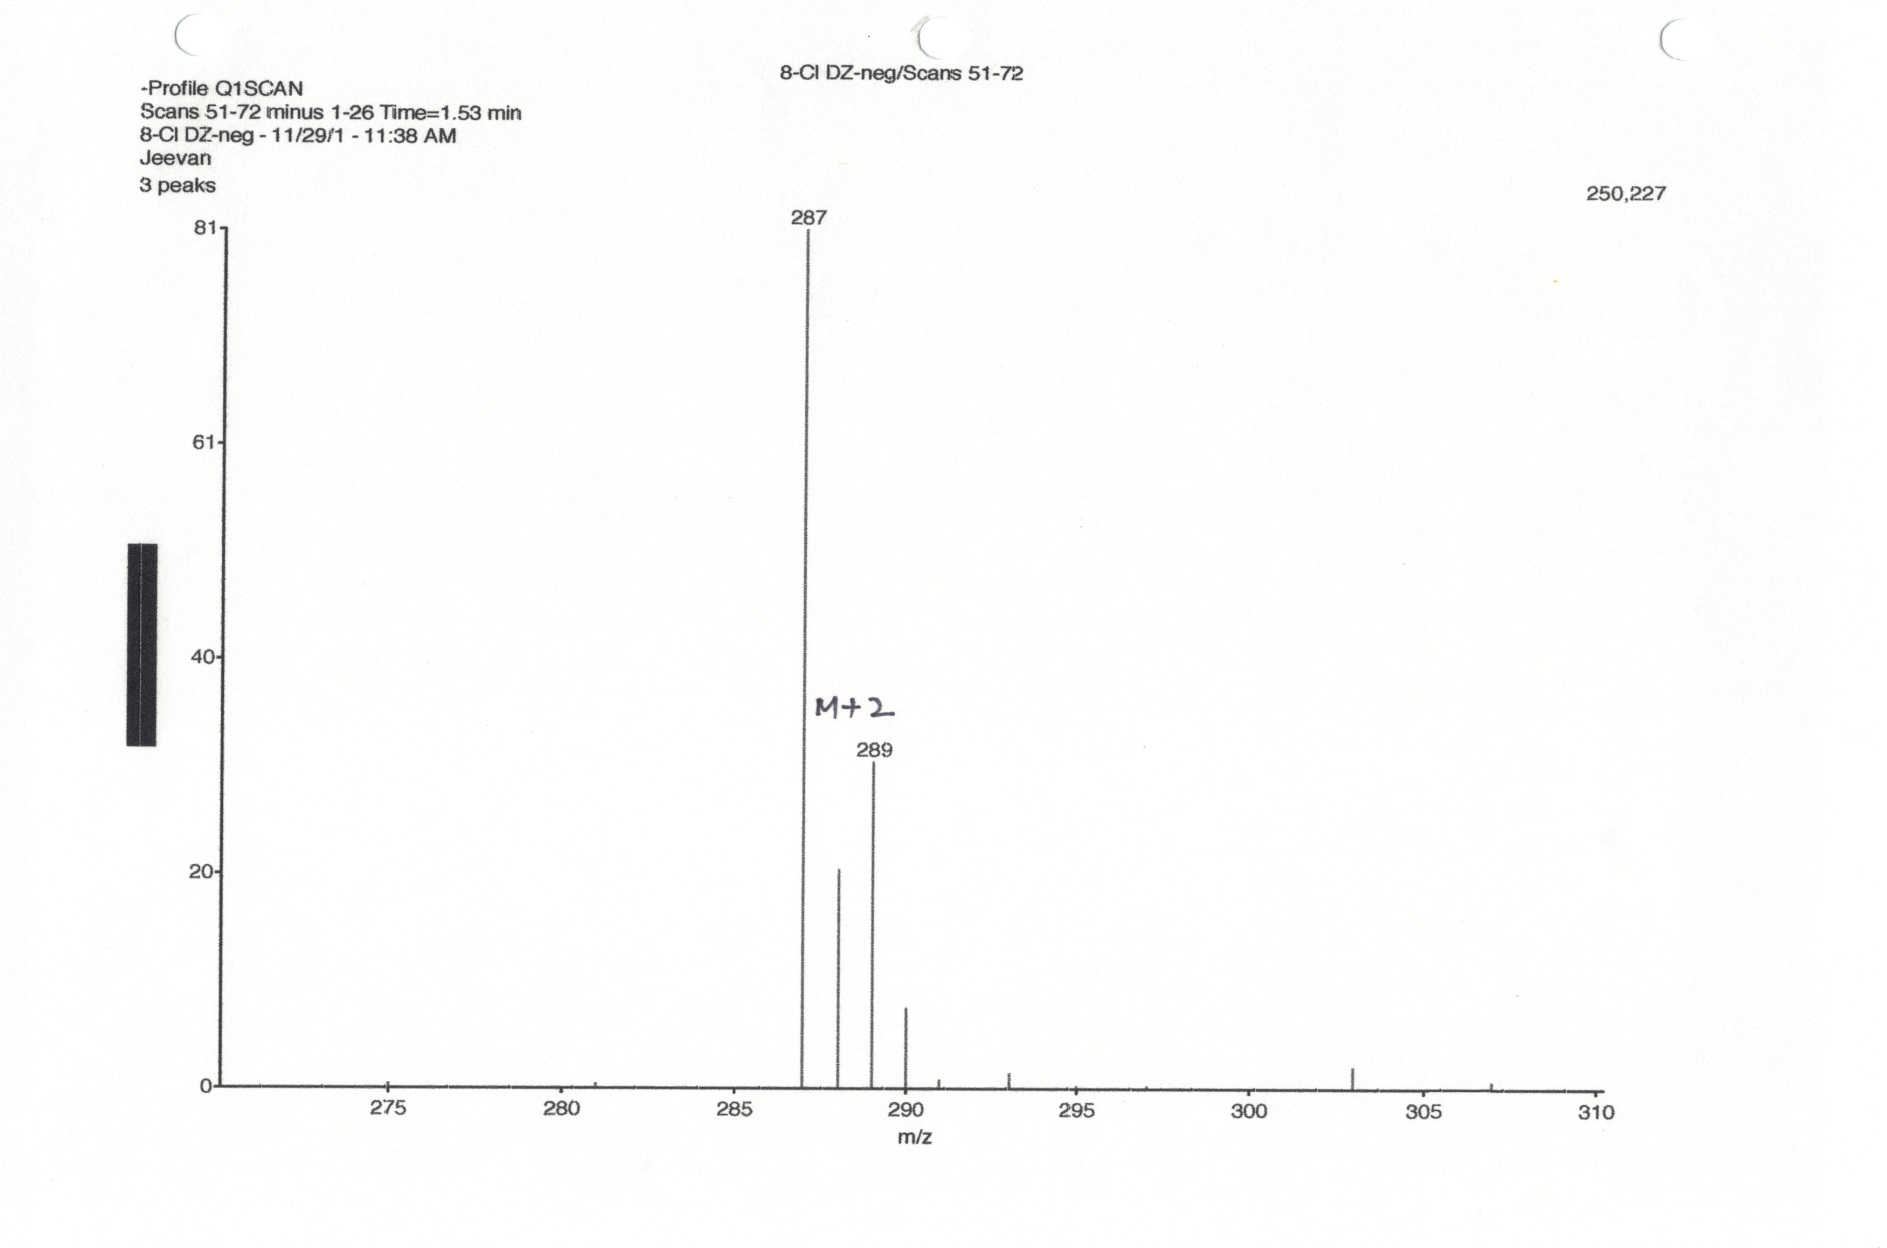 8-Cl DZ-neg/Scans 51-72
-Profile Q1SCAN
Scans 51-72 minus 1-26 Time=1.53 min
8-Cl DZ-neg - 11/29/1 - 11:38 AM
Jeevan
3 peaks
250,227
81
287
61
40
M+2
289
20
0
275 280 285 290 295 300 305 310
m/z